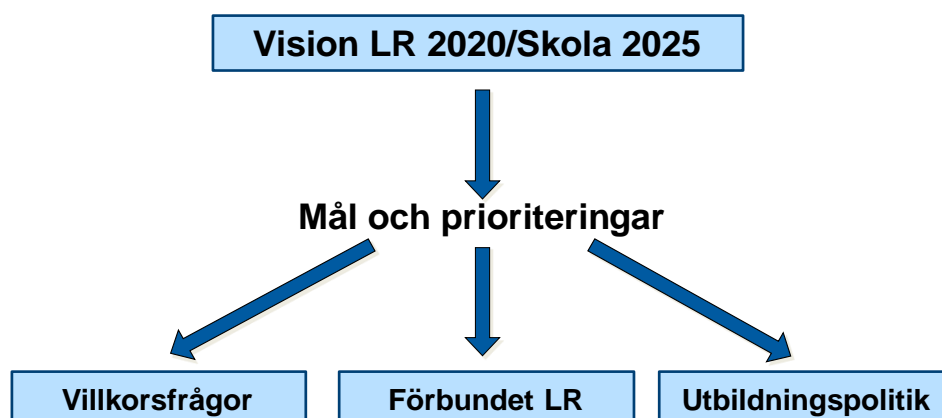 Vision LR 2020/Skola 2025
Mål och prioriteringar
Villkorsfrågor
Förbundet LR
Utbildningspolitik